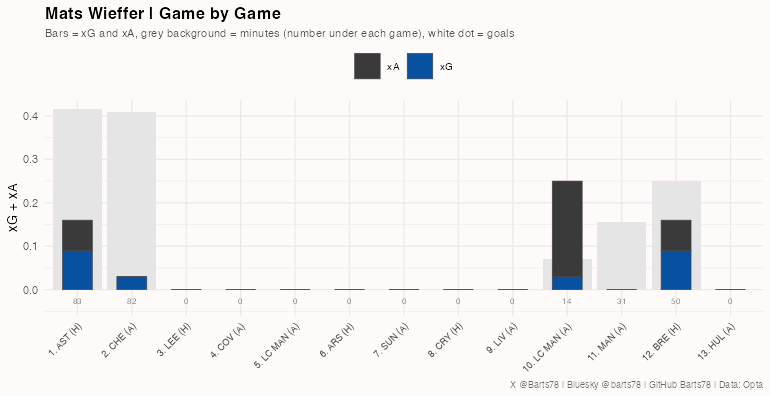 Mats Wieffer | Game by Game
Bars = xG and xA, grey background = minutes (number under each game), white dot = goals
xA xG
xG + xA
0.4
0.3
0.2
0.1
0.0
83 82 0 0 0 0 0 0 0 14 31 50 0
1. AST (H)
2. CHE (A)
3. LEE (H)
4. COV (A)
5. LC MAN (A)
6. ARS (H)
7. SUN (A)
8. CRY (H)
9. LIV (A)
10. LC MAN (A)
11. MAN (A)
12. BRE (H)
13. HUL (A)
X @Barts78 | Bluesky @barts78 | GitHub Barts78 | Data: Opta